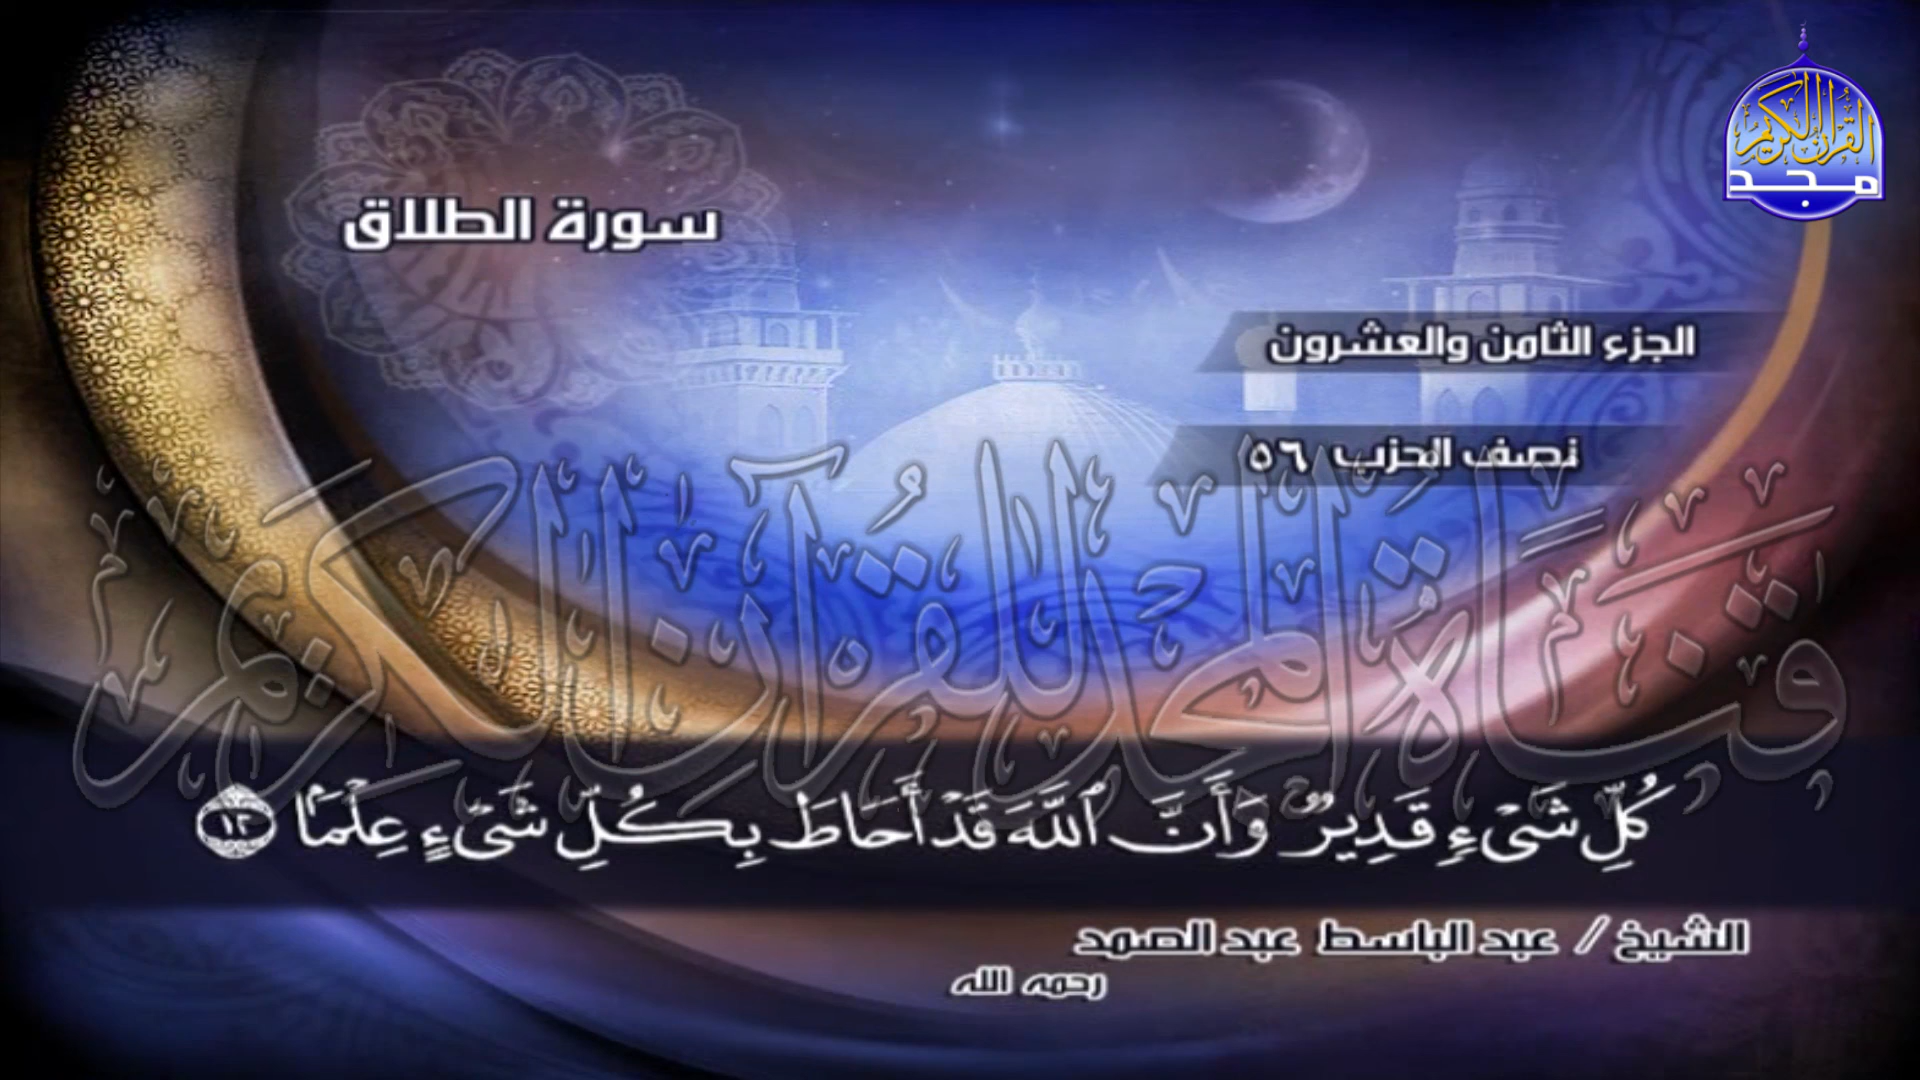 القرآن الكريم
مجد
سورة الطلاق
الجزء الثامن والعشرون
نصف الحزب ٥٦
قناة المجد للقرآن الكريم
كُلِّ شَىْءٍ قَدِيرٌ وَأَنَّ ٱللَّهَ قَدْ أَحَاطَ بِكُلِّ شَىْءٍ عِلْمًۢا ١٢
الشيخ / عبد الباسط عبد الصمد
رحمه الله